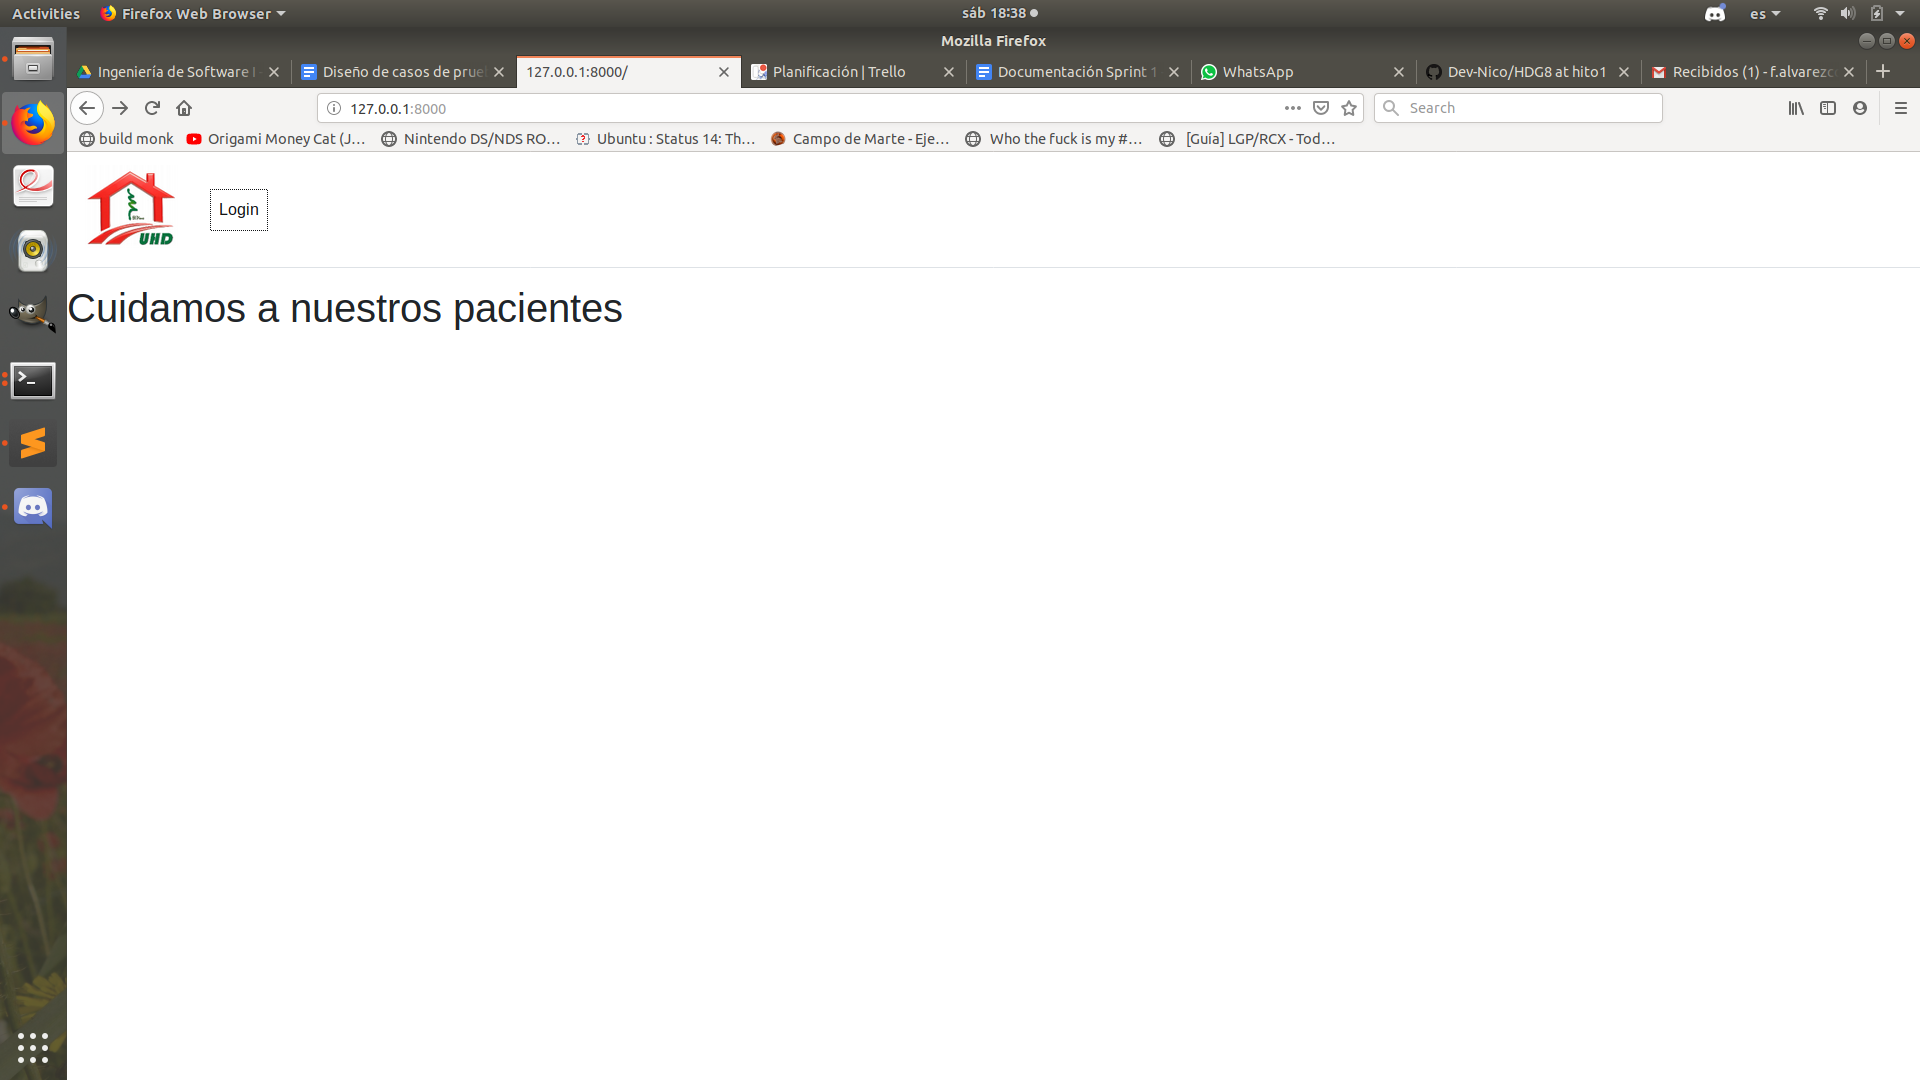 Activities Firefox Web Browser sáb 18:38 es
Mozilla Firefox
Ingeniería de Software I - Diseño de casos de prue 127.0.0.1:8000/ Planificación | Trello Documentación Sprint 1 WhatsApp Dev-Nico/HDG8 at hito1 Recibidos (1) - f.alvarezc
127.0.0.1:8000 Search
build monk Origami Money Cat (J… Nintendo DS/NDS RO… Ubuntu : Status 14: Th… Campo de Marte - Eje… Who the fuck is my #… [Guía] LGP/RCX - Tod…
UHD
Login
Cuidamos a nuestros pacientes